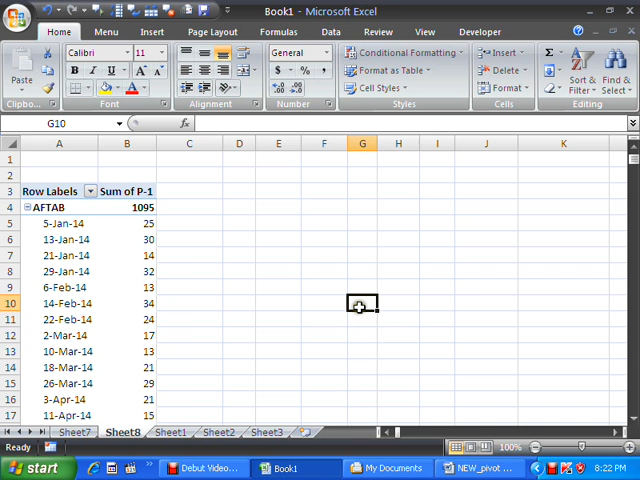 Book1 - Microsoft Excel
Home Insert Page Layout Formulas Data Review View Developer
Paste
Calibri 11
B I U A A
General
$ % ,
Conditional Formatting
Format as Table
Cell Styles
Insert
Delete
Format
Σ
Sort & Filter
Find & Select
Clipbo... Font Alignment Number Styles Cells Editing
G10 fx
A B C D E F G H I J K
1
2
3 Row Labels Sum of P-1
4 AFTAB 1095
5 5-Jan-14 25
6 13-Jan-14 30
7 21-Jan-14 14
8 29-Jan-14 32
9 6-Feb-14 13
10 14-Feb-14 34
11 22-Feb-14 24
12 2-Mar-14 17
13 10-Mar-14 13
14 18-Mar-14 21
15 26-Mar-14 29
16 3-Apr-14 21
17 11-Apr-14 15
Sheet7 Sheet8 Sheet1 Sheet2 Sheet3
Ready 100%
start Debut Video... Book1 My Documents NEW_pivot ... 8:22 PM